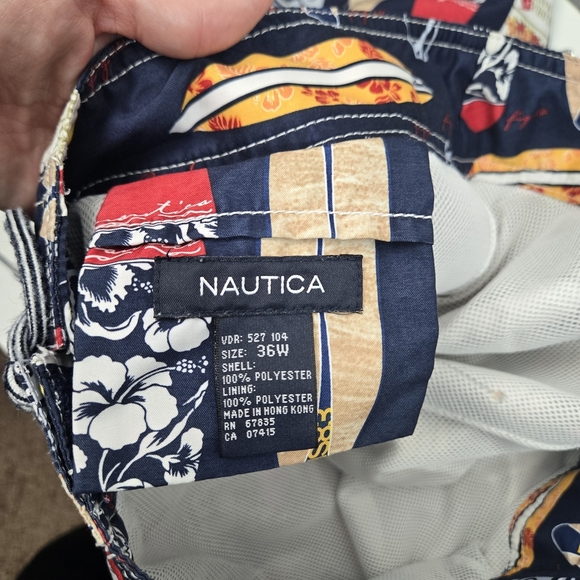 nautica
NAUTICA
VDR: 527 104
SIZE: 36W
SHELL:
100% POLYESTER
LINING:
100% POLYESTER
MADE IN HONG KONG
RN 67835
CA 07415